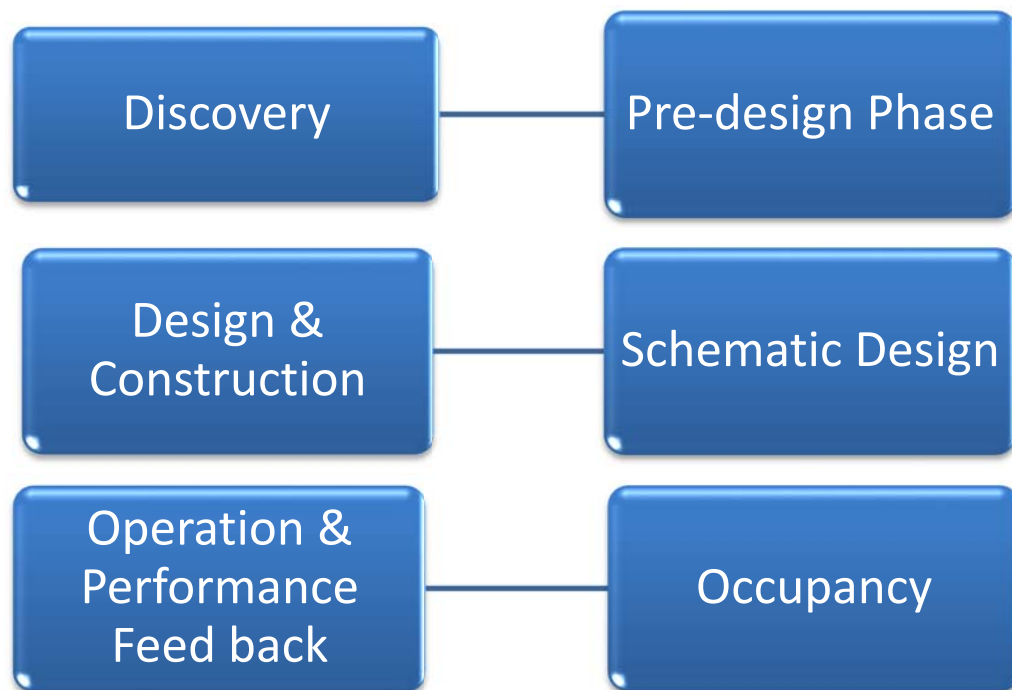 Discovery
Pre-design Phase
Design &
Construction
Schematic Design
Operation &
Performance
Feed back
Occupancy